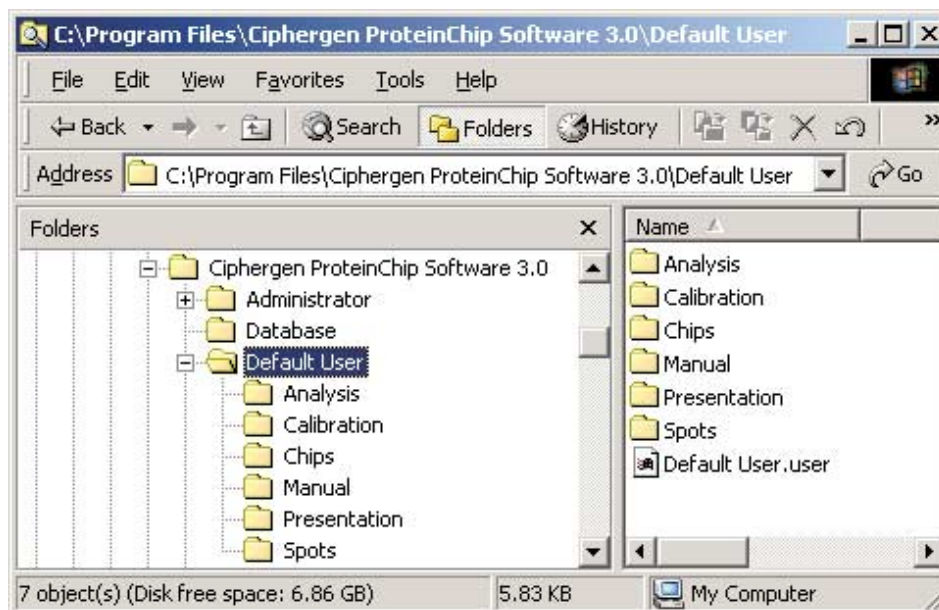 C:\Program Files\Ciphergen ProteinChip Software 3.0\Default User
File Edit View Favorites Tools Help
Back Search Folders History »
Address C:\Program Files\Ciphergen ProteinChip Software 3.0\Default User Go
Folders
Ciphergen ProteinChip Software 3.0
Administrator
Database
Default User
Analysis
Calibration
Chips
Manual
Presentation
Spots
Name
Analysis
Calibration
Chips
Manual
Presentation
Spots
Default User.user
7 object(s) (Disk free space: 6.86 GB) 5.83 KB My Computer